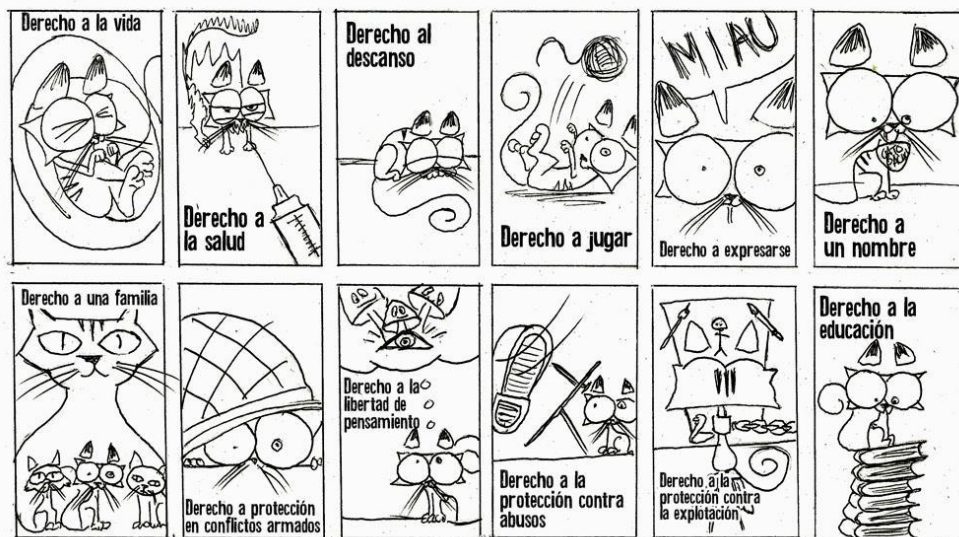 Derecho a la vida
Derecho a
la salud
Derecho al
descanso
Derecho a jugar
MIAU
Derecho a expresarse
Derecho a
un nombre
Derecho a una familia
Derecho a protección
en conflictos armados
Derecho a la
libertad de
pensamiento
Derecho a la
protección contra
abusos
Derecho a la
protección contra
la explotación
Derecho a la
educación